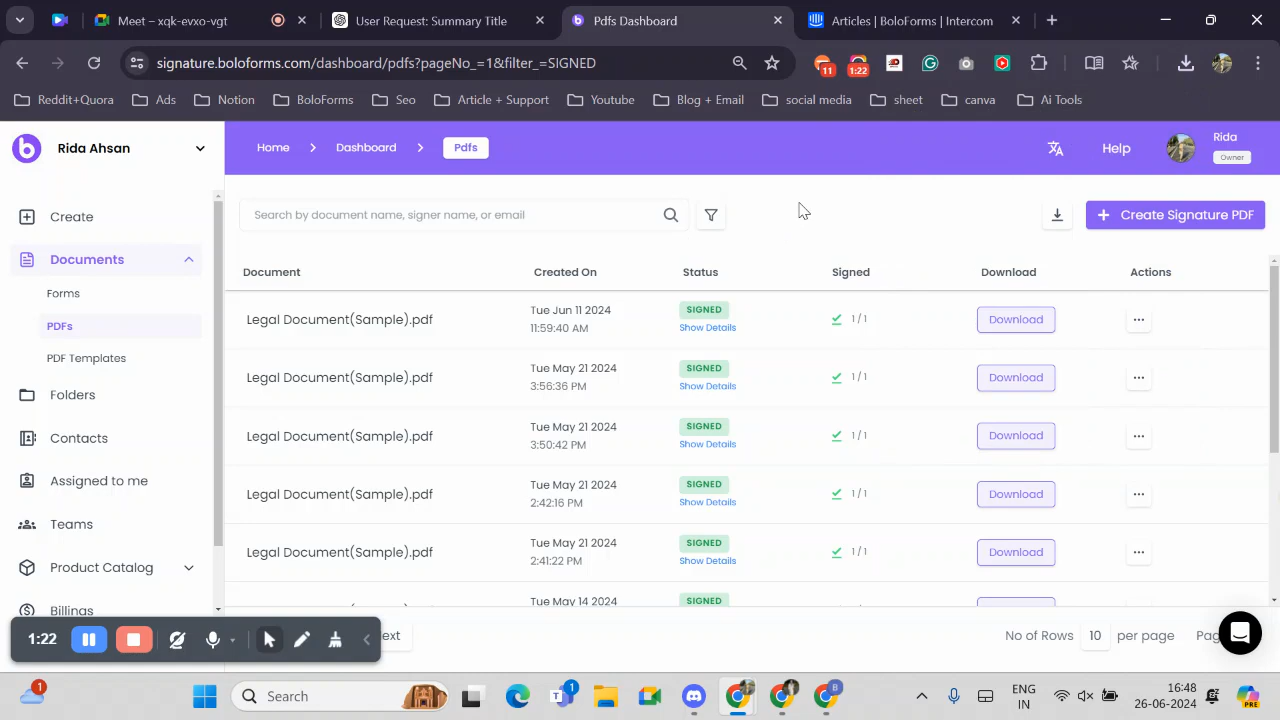 Meet – xqk-evxo-vgt
User Request: Summary Title
Pdfs Dashboard
Articles | BoloForms | Intercom
signature.boloforms.com/dashboard/pdfs?pageNo_=1&filter_=SIGNED
11
1:22
Reddit+Quora
Ads
Notion
BoloForms
Seo
Article + Support
Youtube
Blog + Email
social media
sheet
canva
Ai Tools
Rida Ahsan
Home
Dashboard
Pdfs
Help
Rida
Owner
Create
Documents
Forms
PDFs
PDF Templates
Folders
Contacts
Assigned to me
Teams
Product Catalog
Billings
Search by document name, signer name, or email
+ Create Signature PDF
Document Created On Status Signed Download Actions
Legal Document(Sample).pdf
Tue Jun 11 2024
11:59:40 AM
SIGNED
Show Details
1 / 1
Download
Legal Document(Sample).pdf
Tue May 21 2024
3:56:36 PM
SIGNED
Show Details
1 / 1
Download
Legal Document(Sample).pdf
Tue May 21 2024
3:50:42 PM
SIGNED
Show Details
1 / 1
Download
Legal Document(Sample).pdf
Tue May 21 2024
2:42:16 PM
SIGNED
Show Details
1 / 1
Download
Legal Document(Sample).pdf
Tue May 21 2024
2:41:22 PM
SIGNED
Show Details
1 / 1
Download
Tue May 14 2024
SIGNED
1:22
ext
No of Rows 10 per page Pag
1
Search
1
ENG
IN
16:48
26-06-2024
PRE